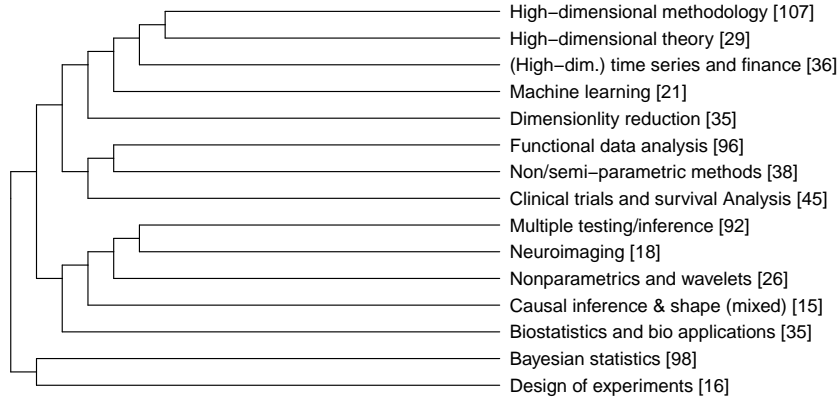 High−dimensional methodology [107]
High−dimensional theory [29]
(High−dim.) time series and finance [36]
Machine learning [21]
Dimensionlity reduction [35]
Functional data analysis [96]
Non/semi−parametric methods [38]
Clinical trials and survival Analysis [45]
Multiple testing/inference [92]
Neuroimaging [18]
Nonparametrics and wavelets [26]
Causal inference & shape (mixed) [15]
Biostatistics and bio applications [35]
Bayesian statistics [98]
Design of experiments [16]